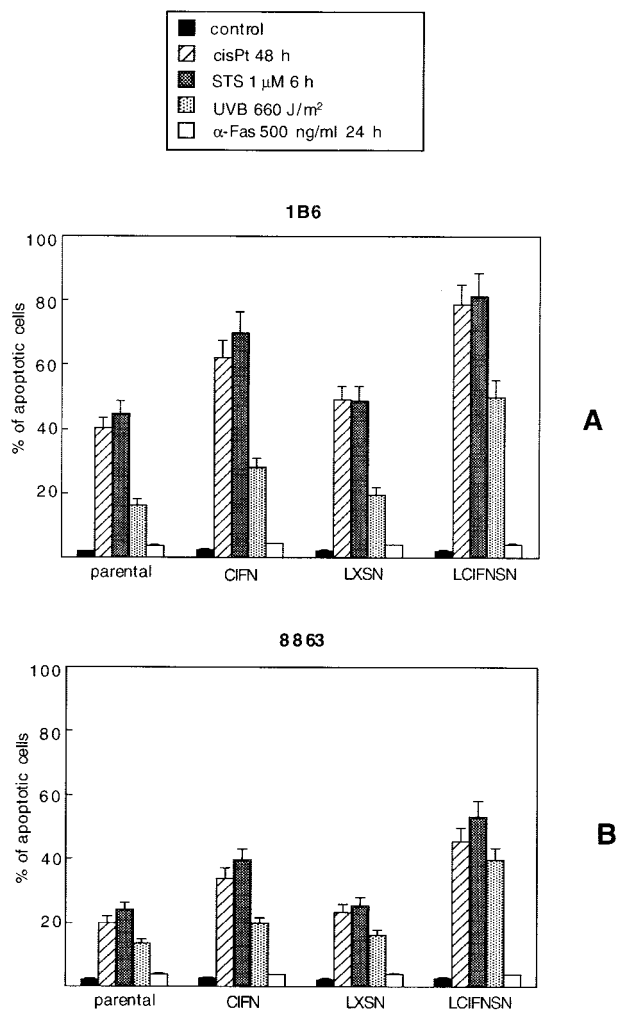 control
cisPt 48 h
STS 1 µM 6 h
UVB 660 J/m²
α-Fas 500 ng/ml 24 h
1B6
% of apoptotic cells
100
80
60
40
20
parental
CIFN
LXSN
LCIFNSN
A
8863
% of apoptotic cells
100
80
60
40
20
parental
CIFN
LXSN
LCIFNSN
B